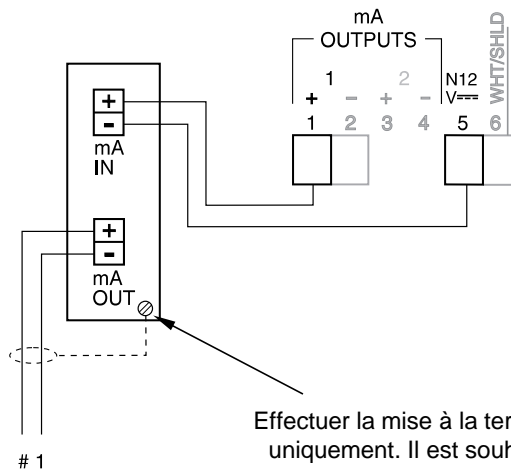 mA
OUTPUTS
1 2
+ - + -
N12
V
WHT/SHLD
1 2 3 4 5 6
+
-
mA
IN
+
-
mA
OUT
Effectuer la mise à la ter
uniquement. Il est souh
# 1